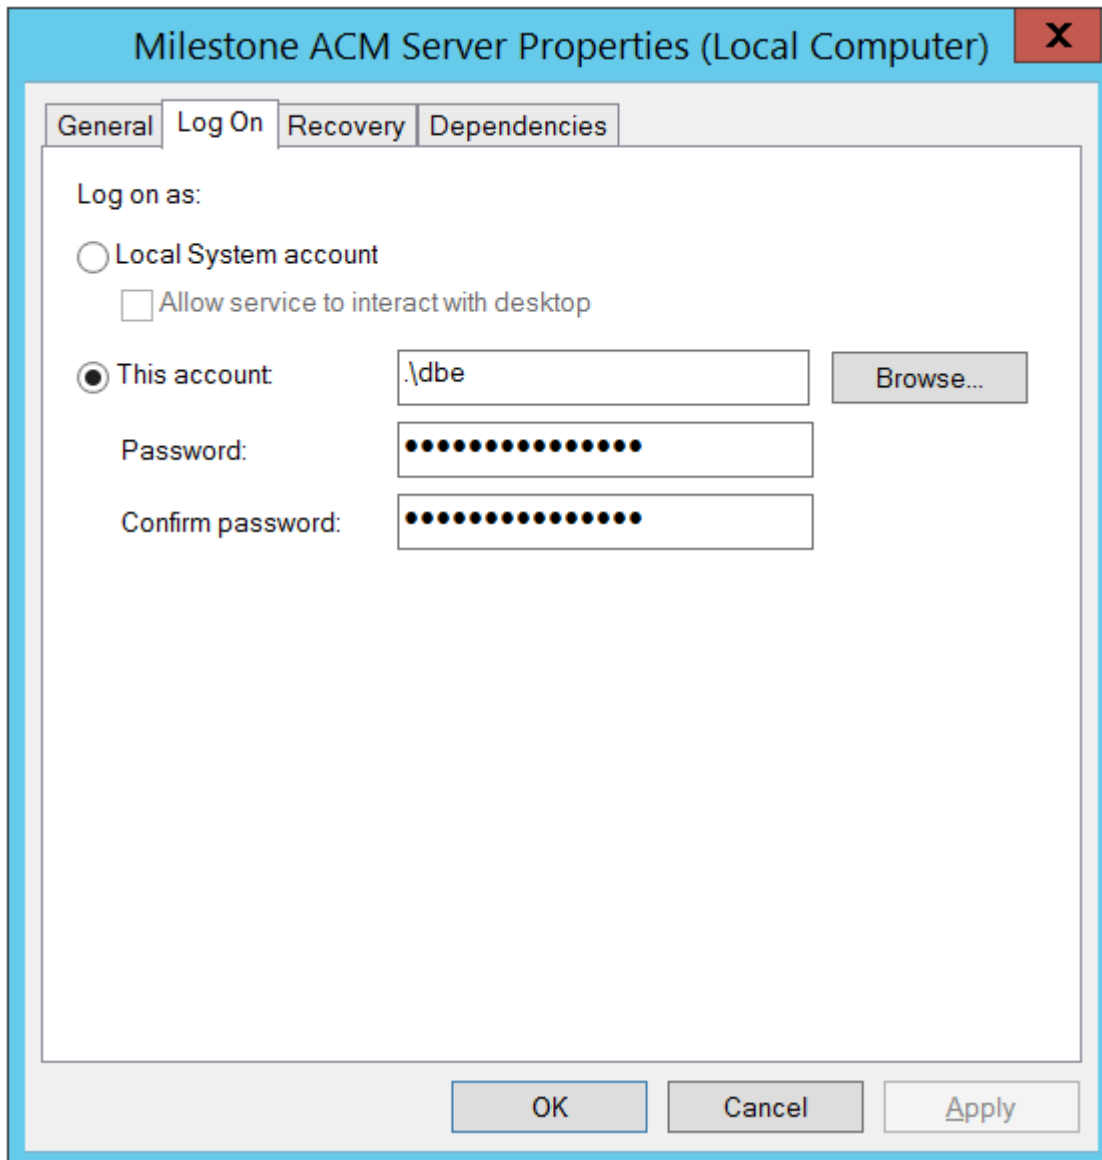 Milestone ACM Server Properties (Local Computer)
X
General Log On Recovery Dependencies
Log on as:
Local System account
Allow service to interact with desktop
This account: .\dbe Browse...
Password: •••••••••••••••
Confirm password: •••••••••••••••
OK Cancel Apply